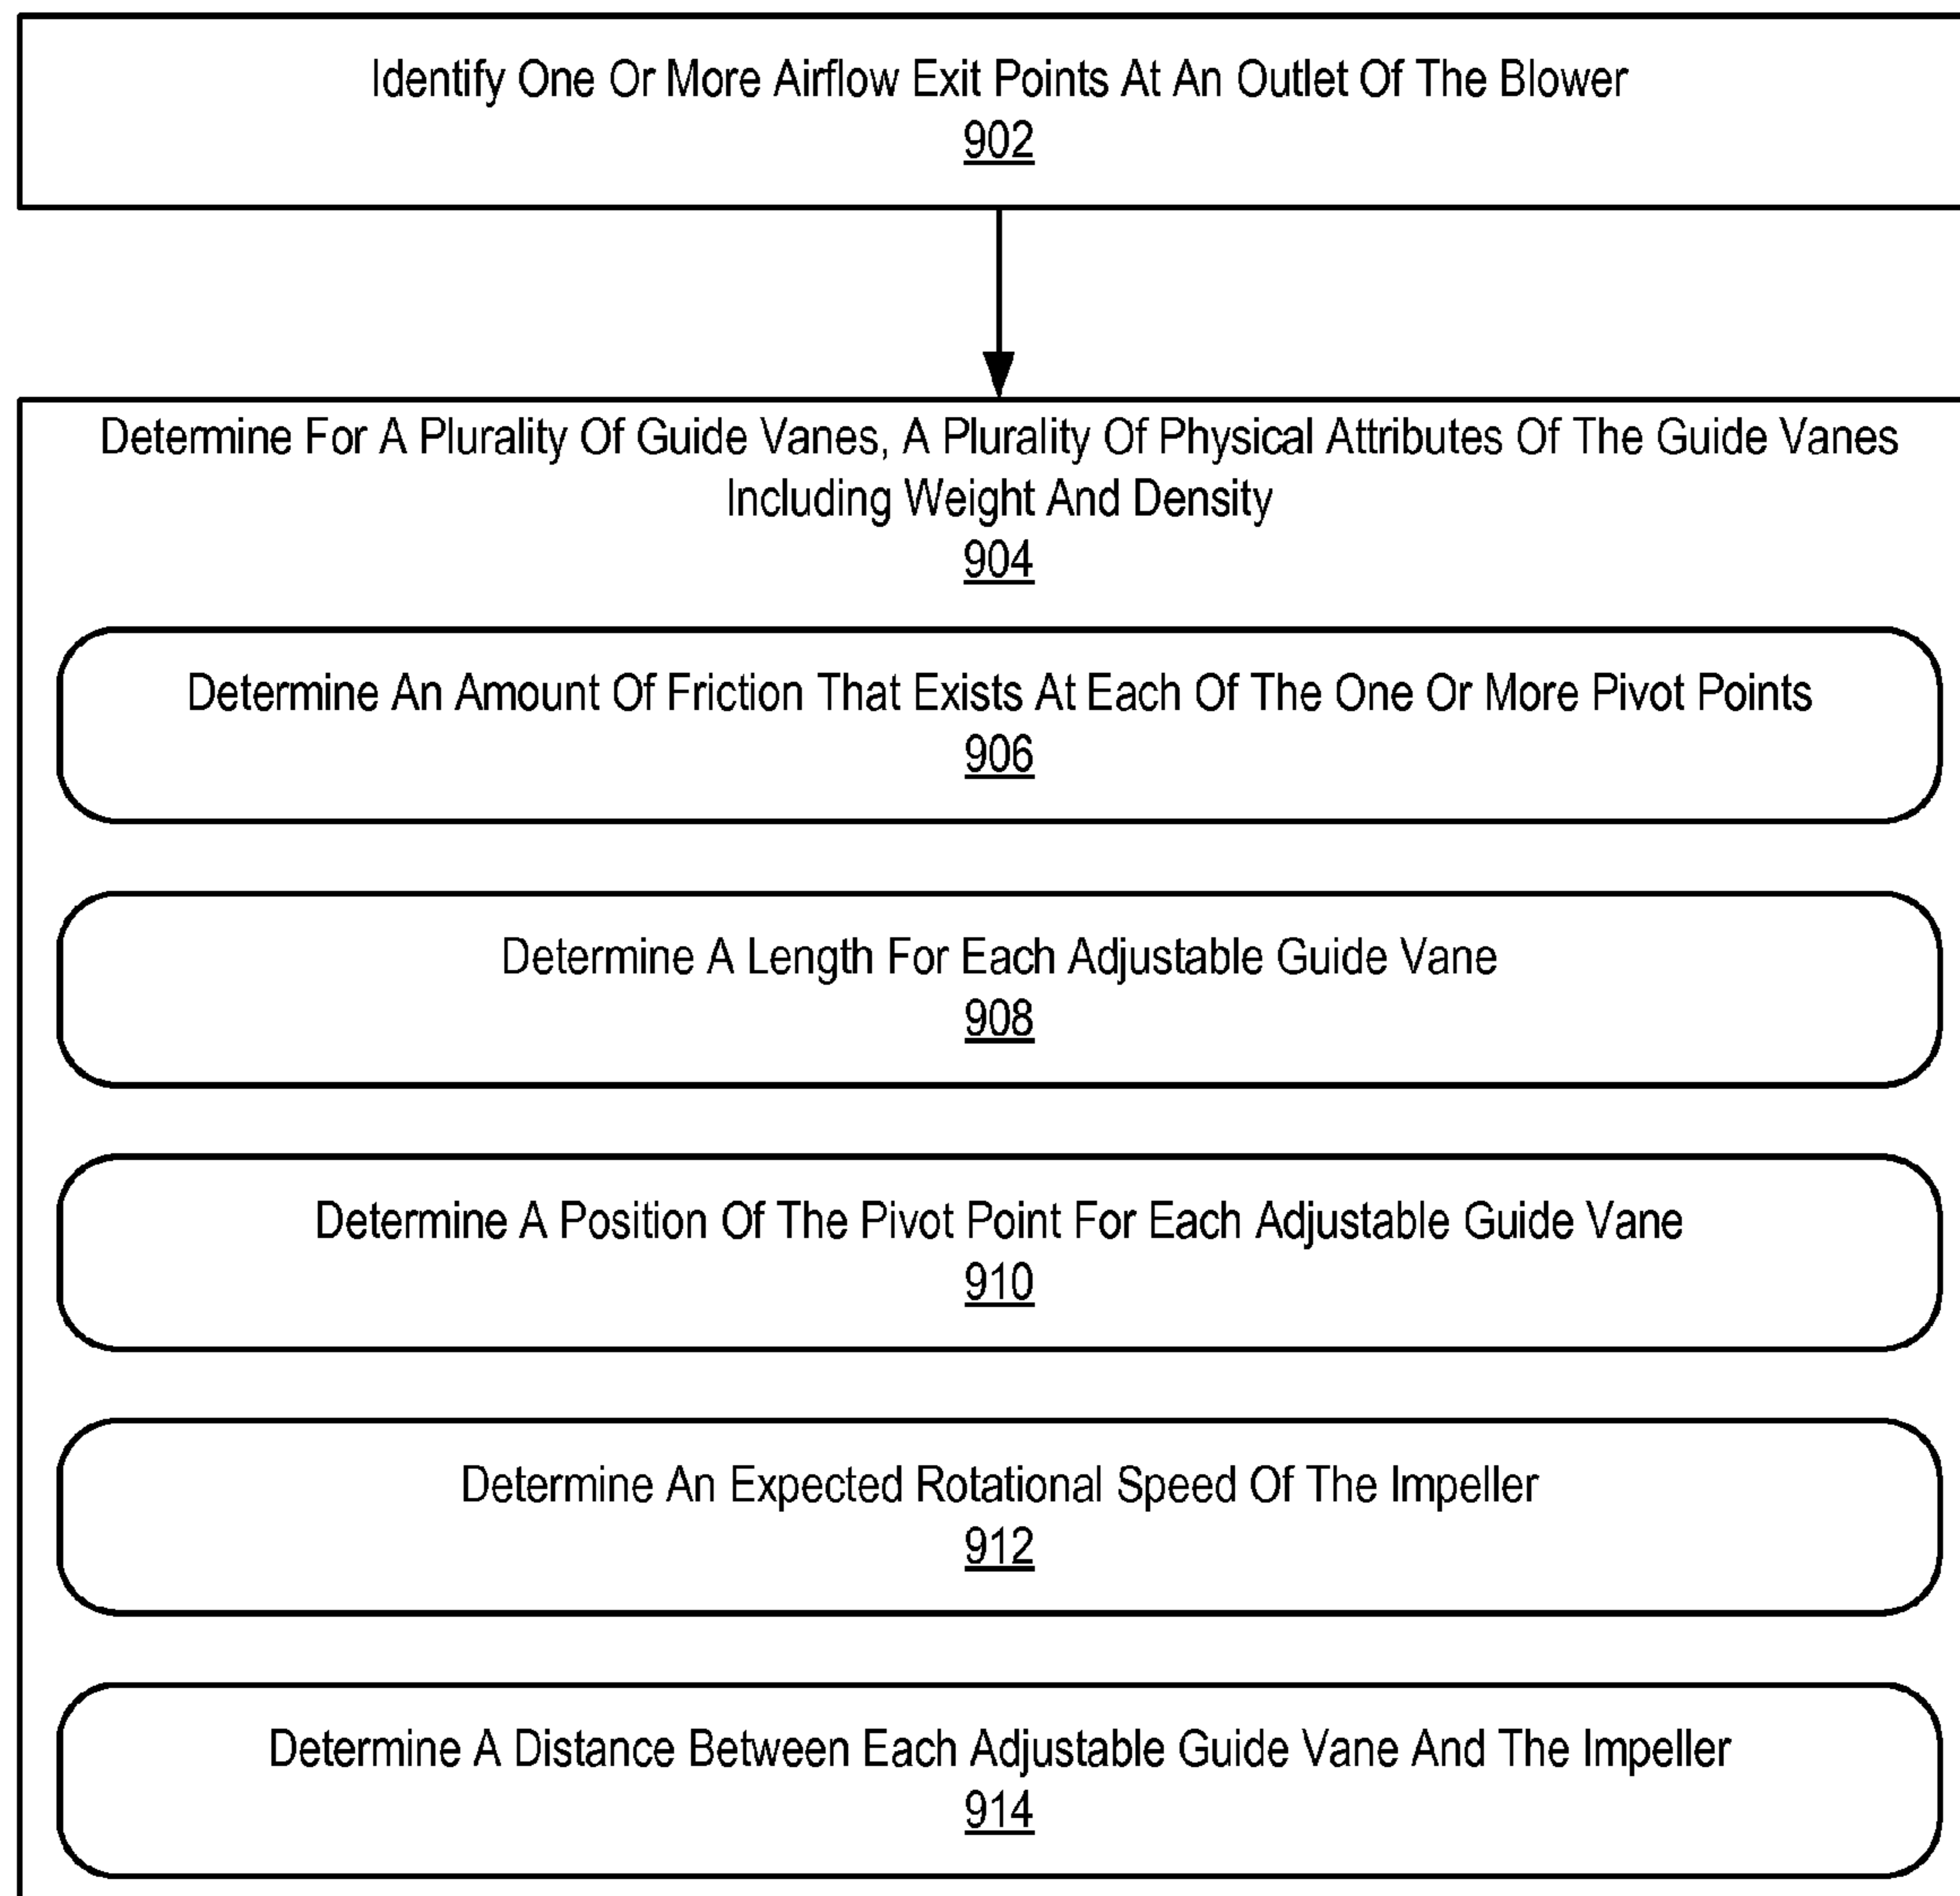 Identify One Or More Airflow Exit Points At An Outlet Of The Blower
902
Determine For A Plurality Of Guide Vanes, A Plurality Of Physical Attributes Of The Guide Vanes
Including Weight And Density
904
Determine An Amount Of Friction That Exists At Each Of The One Or More Pivot Points
906
Determine A Length For Each Adjustable Guide Vane
908
Determine A Position Of The Pivot Point For Each Adjustable Guide Vane
910
Determine An Expected Rotational Speed Of The Impeller
912
Determine A Distance Between Each Adjustable Guide Vane And The Impeller
914